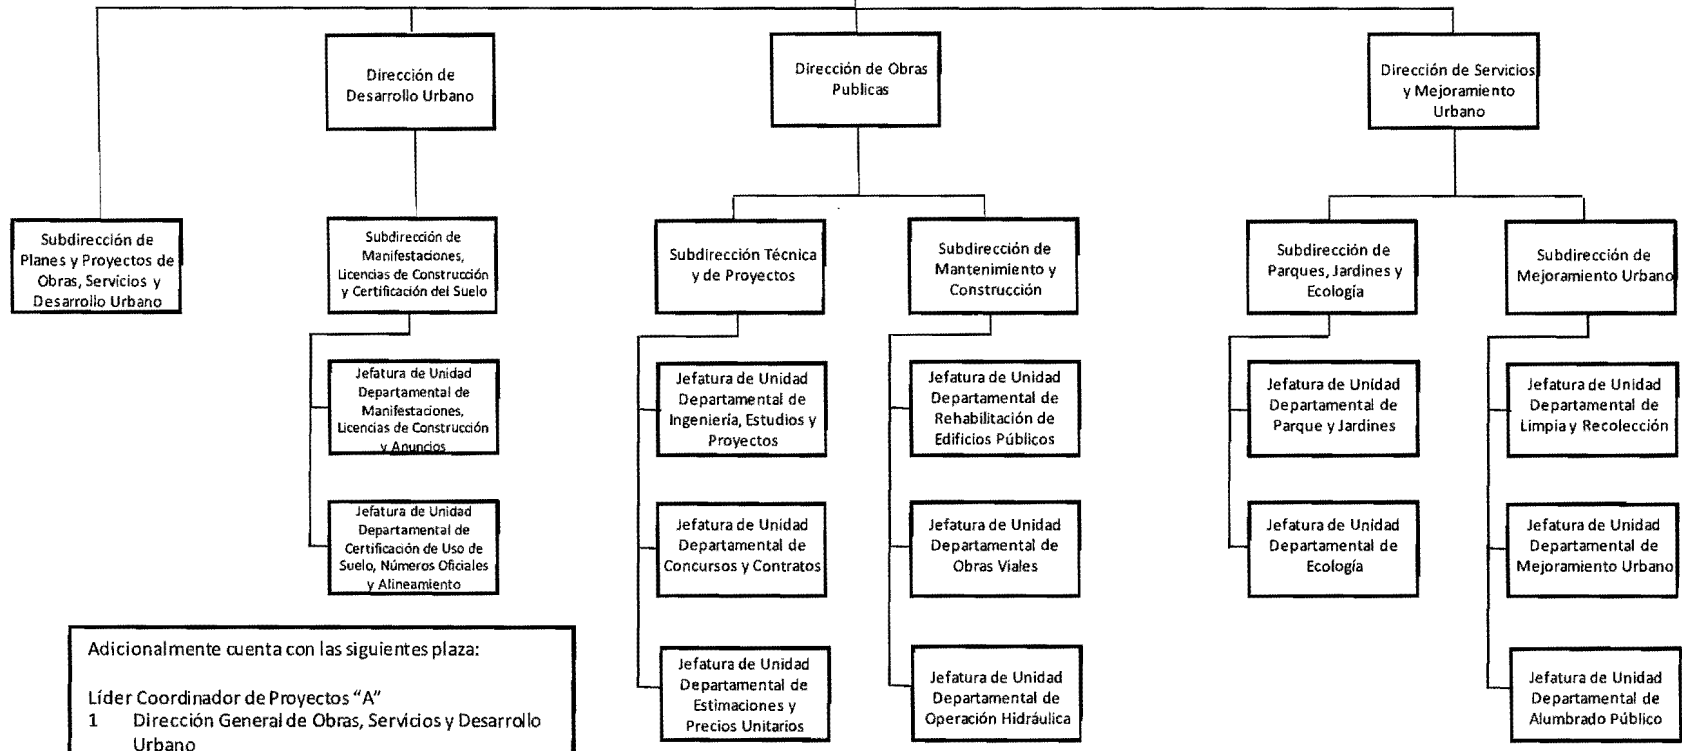 Dirección de
Desarrollo Urbano
Dirección de Obras
Publicas
Dirección de Servicios
y Mejoramiento
Urbano
Subdirección de
Planes y Proyectos de
Obras, Servicios y
Desarrollo Urbano
Subdirección de
Manifestaciones,
Licencias de Construcción
y Certificación del Suelo
Subdirección Técnica
y de Proyectos
Subdirección de
Mantenimiento y
Construcción
Subdirección de
Parques, Jardines y
Ecología
Subdirección de
Mejoramiento Urbano
Jefatura de Unidad
Departamental de
Manifestaciones,
Licencias de Construcción
y Anuncios
Jefatura de Unidad
Departamental de
Ingeniería, Estudios y
Proyectos
Jefatura de Unidad
Departamental de
Rehabilitación de
Edificios Públicos
Jefatura de Unidad
Departamental de
Parque y Jardines
Jefatura de Unidad
Departamental de
Limpia y Recolección
Jefatura de Unidad
Departamental de
Certificación de Uso de
Suelo, Números Oficiales
y Alineamiento
Jefatura de Unidad
Departamental de
Concursos y Contratos
Jefatura de Unidad
Departamental de
Obras Viales
Jefatura de Unidad
Departamental de
Ecología
Jefatura de Unidad
Departamental de
Mejoramiento Urbano
Jefatura de Unidad
Departamental de
Estimaciones y
Precios Unitarios
Jefatura de Unidad
Departamental de
Operación Hidráulica
Jefatura de Unidad
Departamental de
Alumbrado Público
Adicionalmente cuenta con las siguientes plaza:
Líder Coordinador de Proyectos “A”
1 Dirección General de Obras, Servicios y Desarrollo
Urbano